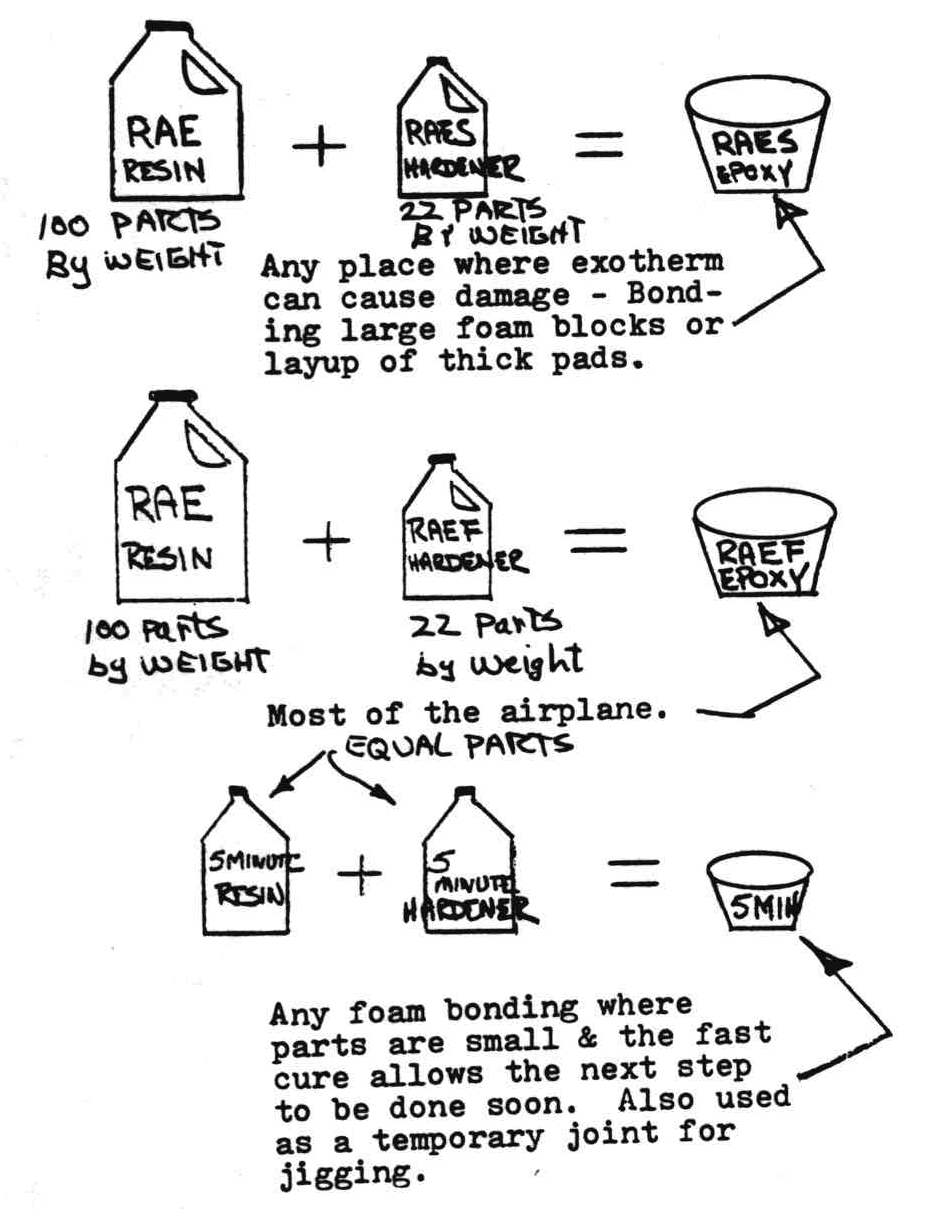 RAE
RESIN
+
RAES
HARDENER
=
RAES
EPOXY
100 PARTS
By WEIGHT
22 PARTS
BY WEIGHT
Any place where exotherm
can cause damage - Bond-
ing large foam blocks or
layup of thick pads.
RAE
RESIN
+
RAEF
HARDENER
=
RAEF
EPOXY
100 Parts
by WEIGHT
22 Parts
by Weight
Most of the airplane.
EQUAL PARTS
5MINUTE
RESIN
+
5
MINUTE
HARDENER
=
5MIN
Any foam bonding where
parts are small & the fast
cure allows the next step
to be done soon. Also used
as a temporary joint for
jigging.